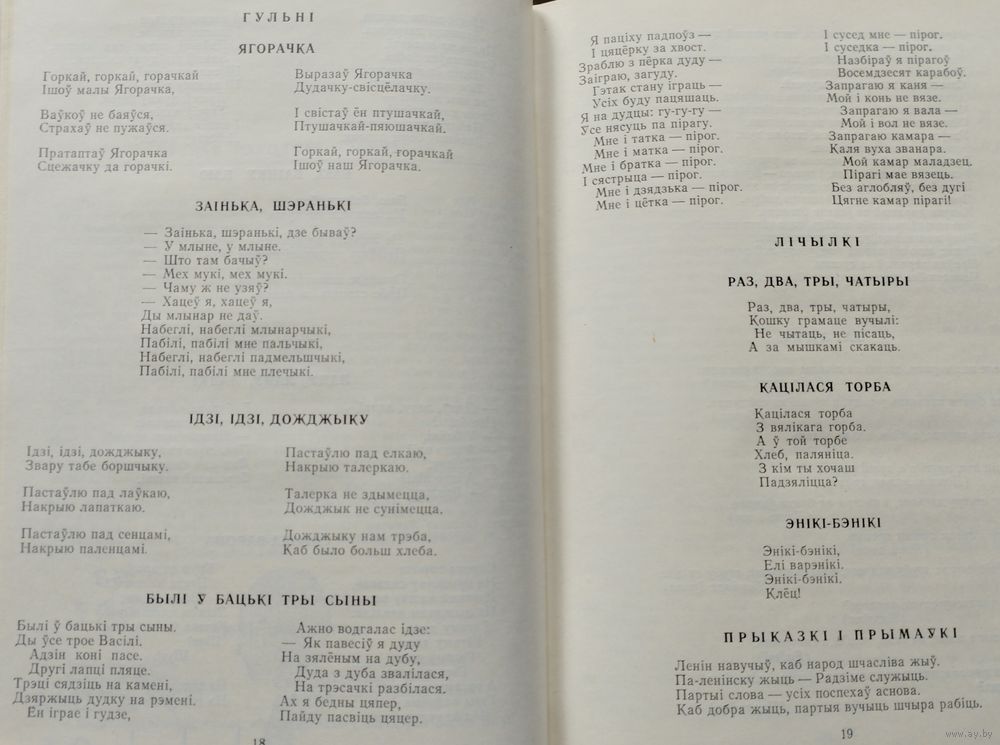 ГУЛЬНІ
ЯГОРАЧКА
Горкай, горкай, горачкай
Ішоў малы Ягорачка,
Ваўкоў не баяўся,
Страхаў не пужаўся.
Пратаптаў Ягорачка
Сцежачку да горачкі.
Выразаў Ягорачка
Дудачку-свісцёлачку.
І свістаў ён птушачкай,
Птушачкай-пяюшачкай.
Горкай, горкай, горачкай
Ішоў наш Ягорачка.
ЗАІНЬКА, ШЭРАНЬКІ
— Заінька, шэранькі, дзе бываў?
— У млыне, у млыне.
— Што там бачыў?
— Мех мукі, мех мукі.
— Чаму ж не узяў?
— Хацеў я, хацеў я,
Ды млынар не даў.
Набеглі, набеглі млынарчыкі,
Пабілі, пабілі мне пальчыкі.
Набеглі, набеглі падмельшчыкі,
Пабілі, пабілі мне плечыкі.
ІДЗІ, ІДЗІ, ДОЖДЖЫКУ
Ідзі, ідзі, дожджыку,
Звару табе боршчыку.
Пастаўлю пад лаўкаю,
Накрыю лапаткаю.
Пастаўлю пад сенцамі,
Накрыю паленцамі.
Пастаўлю пад елкаю,
Накрыю талеркаю.
Талерка не здымецца,
Дожджык не сунімецца.
Дожджыку нам трэба,
Каб было больш хлеба.
БЫЛІ У БАЦЬКІ ТРЫ СЫНЫ
Былі ў бацькі тры сыны.
Ды ўсе трое Васілі.
Адзін коні пасе.
Другі лапці пляце.
Трэці сядзіць на камені,
Дзяржыць дудку на рэмені.
Ен іграе і гудзе,
Ажно водгалас ідзе:
— Як павесіў я дуду
На зялёным на дубу,
Дуда з дуба звалілася,
На трэсачкі разбілася.
Ах я бедны цяпер,
Пайду пасвіць цяцер.
18
Я паціху падпоўз —
І цяцёрку за хвост.
Зраблю з пёрка дуду —
Заіграю, загуду.
Гэтак стану іграць —
Усіх буду пацяшаць.
Я на дудцы: гу-гу-гу —
Усе нясуць па пірагу.
Мне і татка — пірог.
Мне і матка — пірог.
Мне і братка — пірог.
І сястрыца — пірог.
Мне і дзядзька — пірог.
Мне і цётка — пірог.
І сусед мне — пірог.
І суседка — пірог.
Назбіраў я пірагоў
Восемдзесят карабоў.
Запрагаю я каня —
Мой і конь не вязе.
Запрагаю я вала —
Мой і вол не вязе.
Запрагаю камара —
Каля вуха званара.
Мой камар маладзец.
Пірагі мае вязець.
Без аглобляў, без дугі
Цягне камар пірагі!
ЛІЧЫЛКІ
РАЗ, ДВА, ТРЫ, ЧАТЫРЫ
Раз, два, тры, чатыры,
Кошку грамаце вучылі:
Не чытаць, не пісаць,
А за мышкамі скакаць.
КАЦІЛАСЯ ТОРБА
Кацілася торба
З вялікага горба.
А ў той торбе
Хлеб, паляніца.
З кім ты хочаш
Падзяліцца?
ЭНІКІ-БЭНІКІ
Энікі-бэнікі,
Елі варэнікі.
Энікі-бэнікі.
Клёц!
ПРЫКАЗКІ І ПРЫМАУКІ
Ленін навучыў, каб народ шчасліва жыў.
Па-ленінску жыць — Радзіме служыць.
Партыі слова — усіх поспехаў аснова.
Каб добра жыць, партыя вучыць шчыра рабіць.
19
www.ay.by